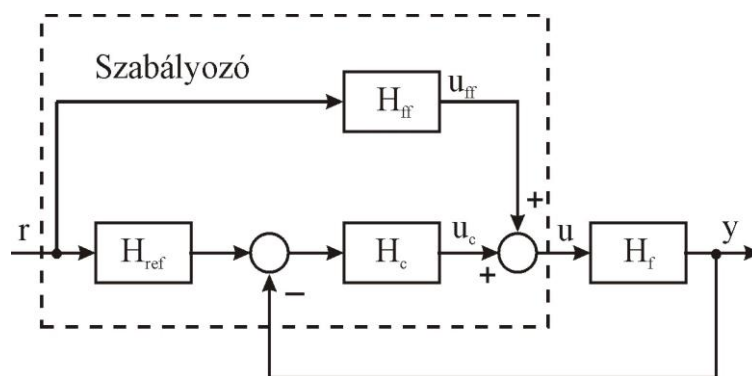 Szabályozó
H_ff
u_ff
+
r
H_ref
−
H_c
u_c
+
u
H_f
y